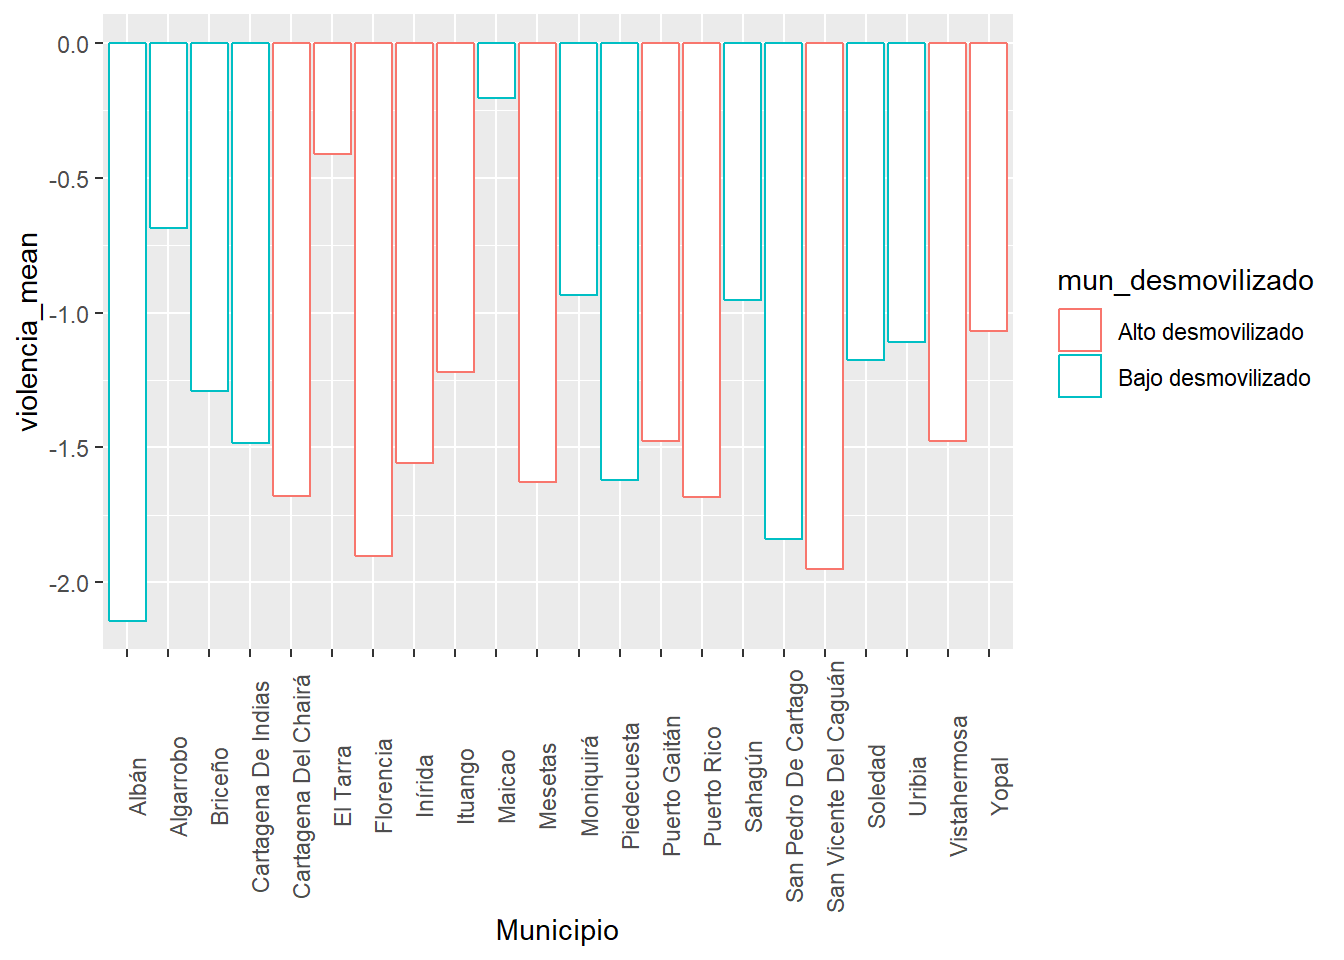 violencia_mean
0.0
-0.5
-1.0
-1.5
-2.0
Albán
Algarrobo
Briceño
Cartagena De Indias
Cartagena Del Chairá
El Tarra
Florencia
Inírida
Ituango
Maicao
Mesetas
Moniquirá
Piedecuesta
Puerto Gaitán
Puerto Rico
Sahagún
San Pedro De Cartago
San Vicente Del Caguán
Soledad
Uribia
Vistahermosa
Yopal
Municipio
mun_desmovilizado
Alto desmovilizado
Bajo desmovilizado